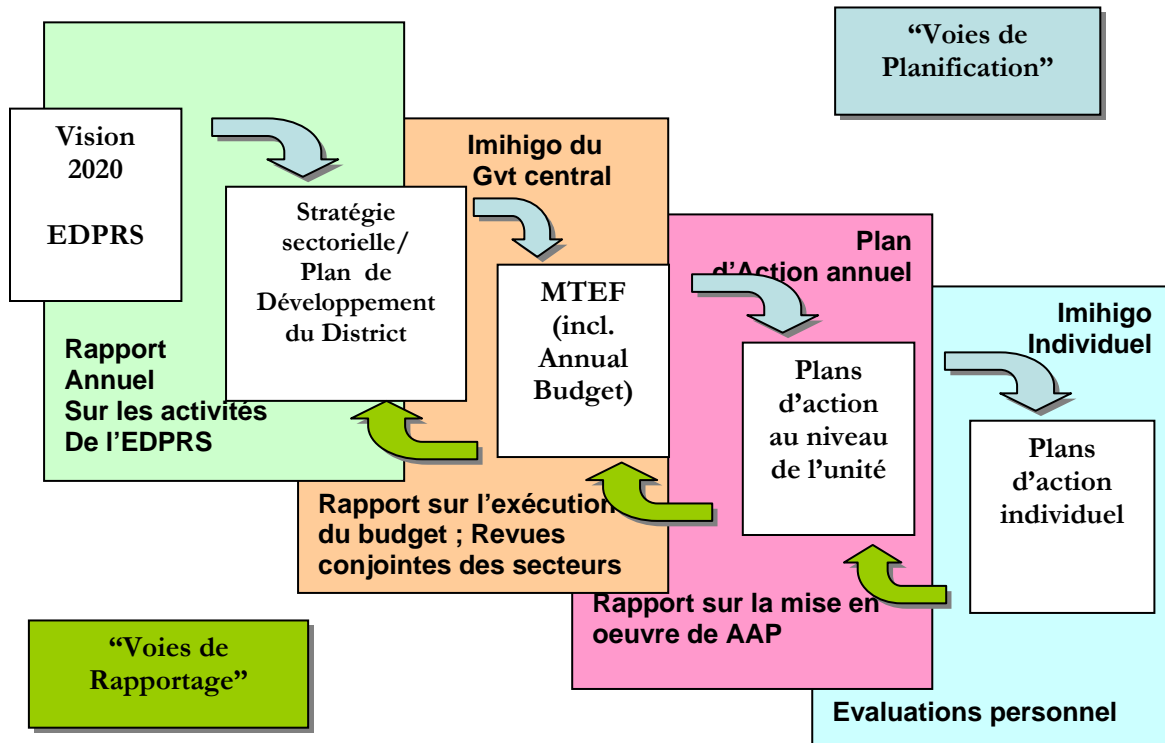 “Voies de
Planification”
Vision
2020
EDPRS
Stratégie
sectorielle/
Plan de
Développement
du District
Rapport
Annuel
Sur les activités
De l’EDPRS
Imihigo du
Gvt central
MTEF
(incl.
Annual
Budget)
Rapport sur l’exécution
du budget ; Revues
conjointes des secteurs
Plan
d’Action annuel
Plans
d’action
au niveau
de l’unité
Rapport sur la mise en
oeuvre de AAP
Imihigo
Individuel
Plans
d’action
individuel
Evaluations personnel
“Voies de
Rapportage”